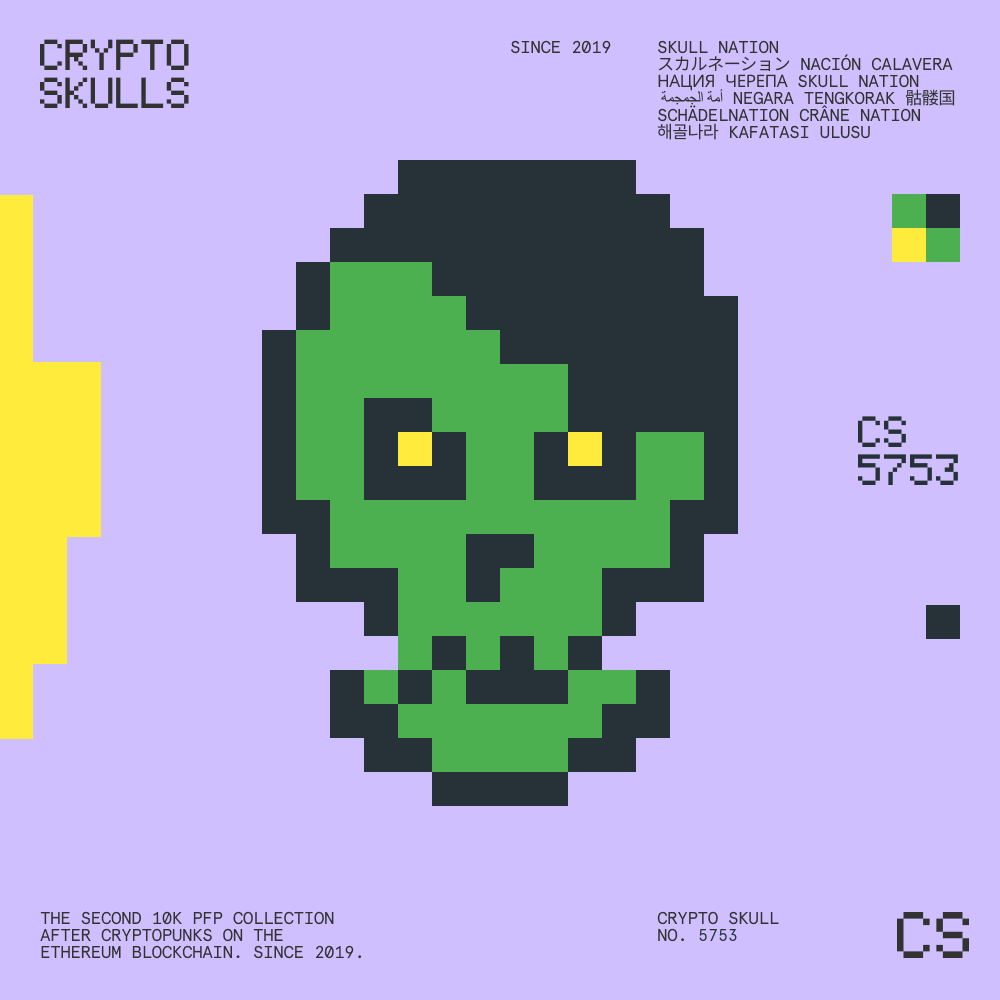 CRYPTO
SKULLS
SINCE 2019
SKULL NATION
スカルネーション NACIÓN CALAVERA
НАЦИЯ ЧЕРЕПА SKULL NATION
أمة الجمجمة NEGARA TENGKORAK 骷髅国
SCHÄDELNATION CRÂNE NATION
해골나라 KAFATASI ULUSU
CS
5753
THE SECOND 10K PFP COLLECTION
AFTER CRYPTOPUNKS ON THE
ETHEREUM BLOCKCHAIN. SINCE 2019.
CRYPTO SKULL
NO. 5753
CS